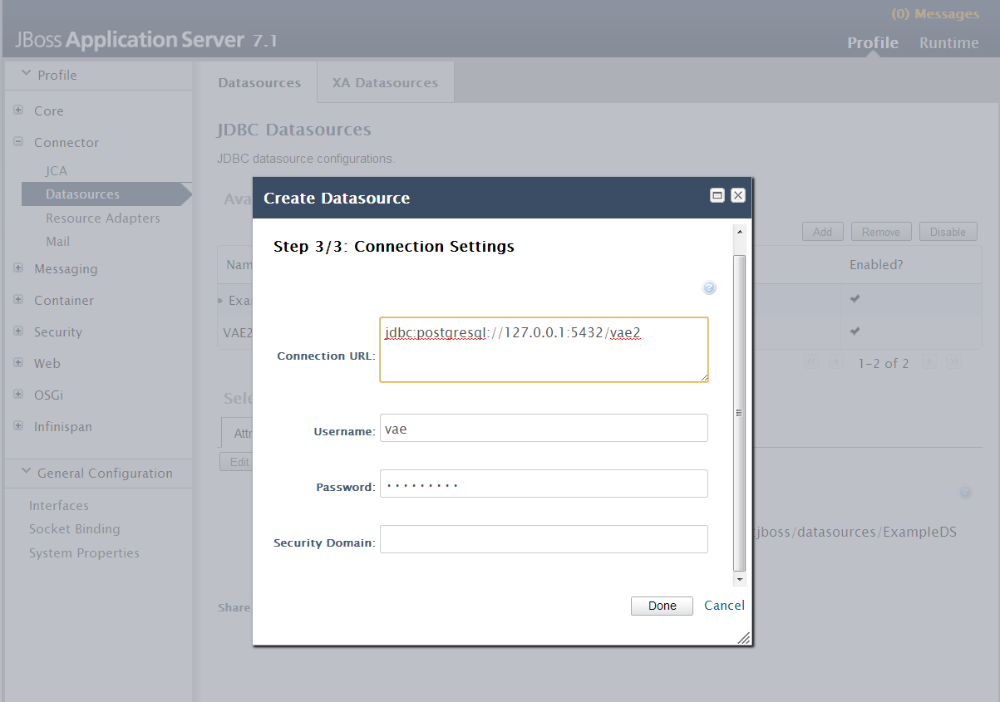 (0) Messages
JBoss Application Server 7.1
Profile Runtime
Profile
Core
Connector
JCA
Datasources
Resource Adapters
Mail
Messaging
Container
Security
Web
OSGi
Infinispan
General Configuration
Interfaces
Socket Binding
System Properties
Datasources XA Datasources
JDBC Datasources
JDBC datasource configurations.
Ava
Add Remove Disable
Nam Enabled?
Exa
VAE2
<< < 1-2 of 2 > >>
Sele
Attr
Edit
:jboss/datasources/ExampleDS
Share
Create Datasource
Step 3/3: Connection Settings
?
Connection URL: jdbc:postgresql://127.0.0.1:5432/vae2
Username: vae
Password: •••••••••
Security Domain:
Done Cancel